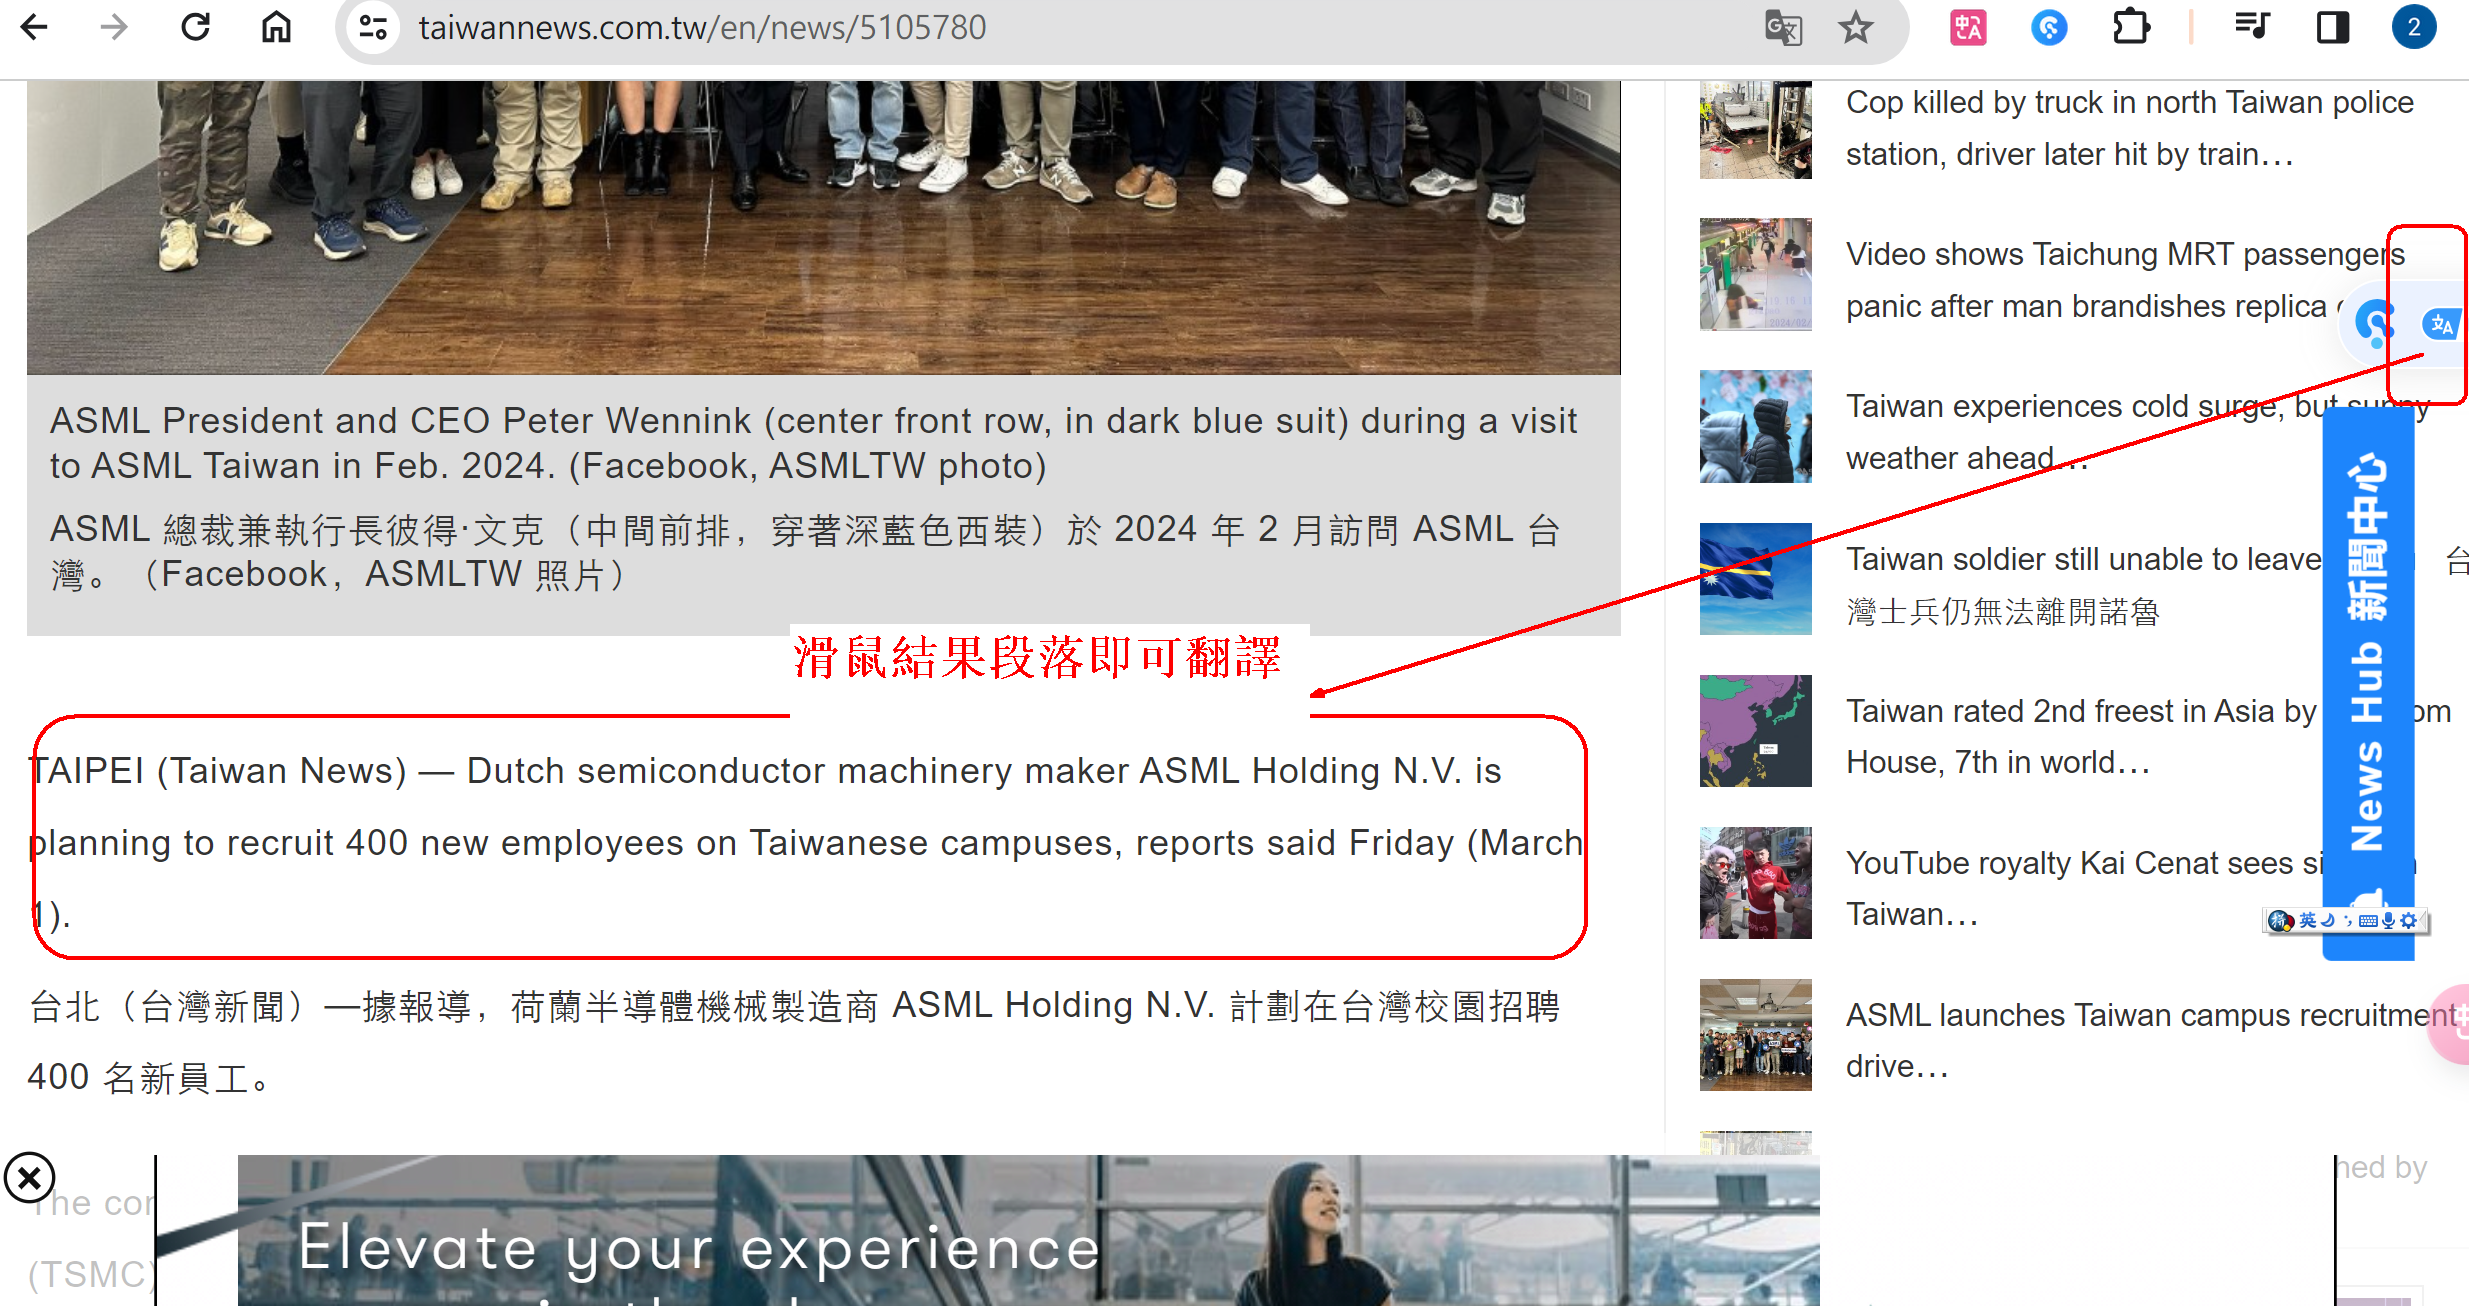 taiwannews.com.tw/en/news/5105780
2
ASML President and CEO Peter Wennink (center front row, in dark blue suit) during a visit
to ASML Taiwan in Feb. 2024. (Facebook, ASMLTW photo)
ASML 總裁兼執行長彼得·文克（中間前排，穿著深藍色西裝）於 2024 年 2 月訪問 ASML 台
灣。（Facebook，ASMLTW 照片）
滑鼠結果段落即可翻譯
TAIPEI (Taiwan News) — Dutch semiconductor machinery maker ASML Holding N.V. is
planning to recruit 400 new employees on Taiwanese campuses, reports said Friday (March
1).
台北（台灣新聞）—據報導，荷蘭半導體機械製造商 ASML Holding N.V. 計劃在台灣校園招聘
400 名新員工。
The
(TSMC)
Elevate your experience
Cop killed by truck in north Taiwan police
station, driver later hit by train…
Video shows Taichung MRT passengers
panic after man brandishes replica
Taiwan experiences cold surge, but sunny
weather ahead…
Taiwan soldier still unable to leave 台
灣士兵仍無法離開諾魯
Taiwan rated 2nd freest in Asia by
House, 7th in world…
YouTube royalty Kai Cenat sees
Taiwan…
ASML launches Taiwan campus recruitment
drive…
by
News Hub 新聞中心
英